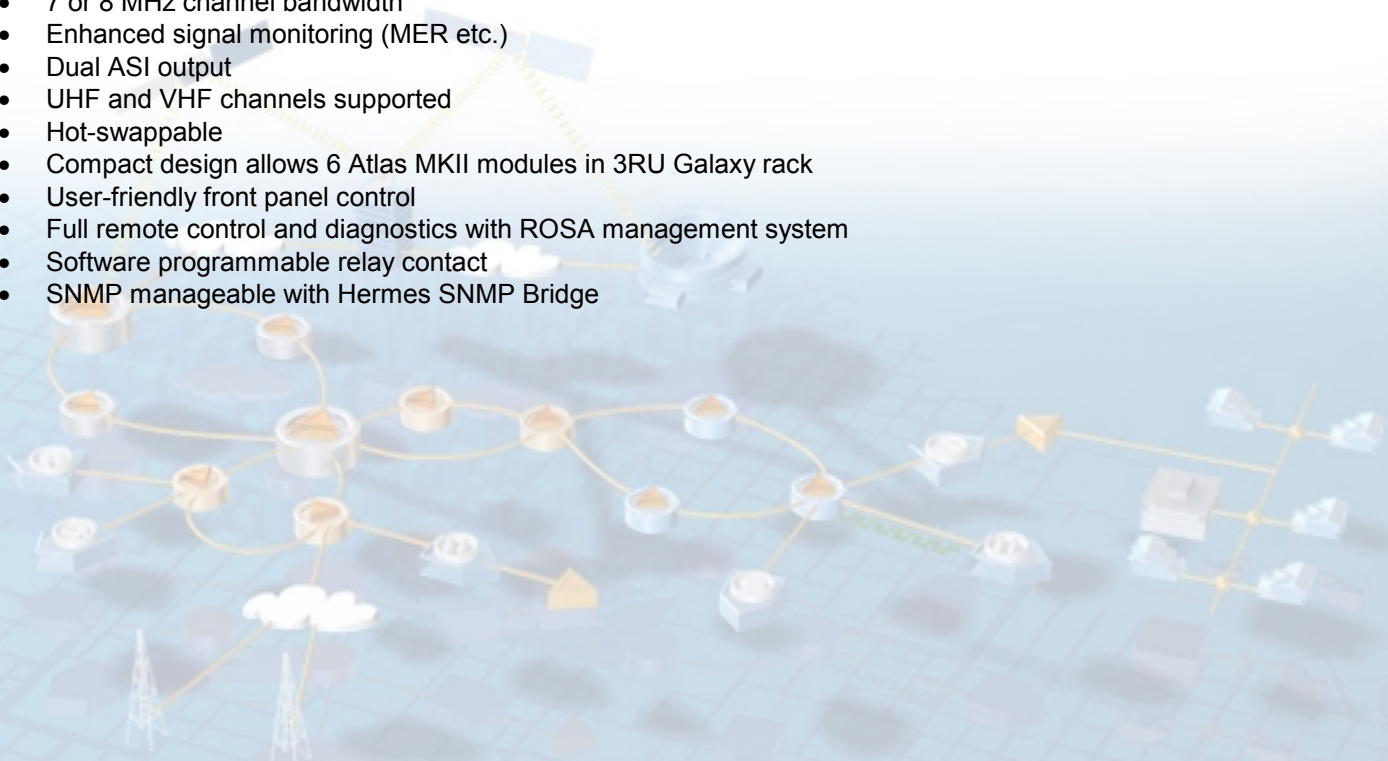 • 7 or 8 MHz channel bandwidth
• Enhanced signal monitoring (MER etc.)
• Dual ASI output
• UHF and VHF channels supported
• Hot-swappable
• Compact design allows 6 Atlas MKII modules in 3RU Galaxy rack
• User-friendly front panel control
• Full remote control and diagnostics with ROSA management system
• Software programmable relay contact
• SNMP manageable with Hermes SNMP Bridge